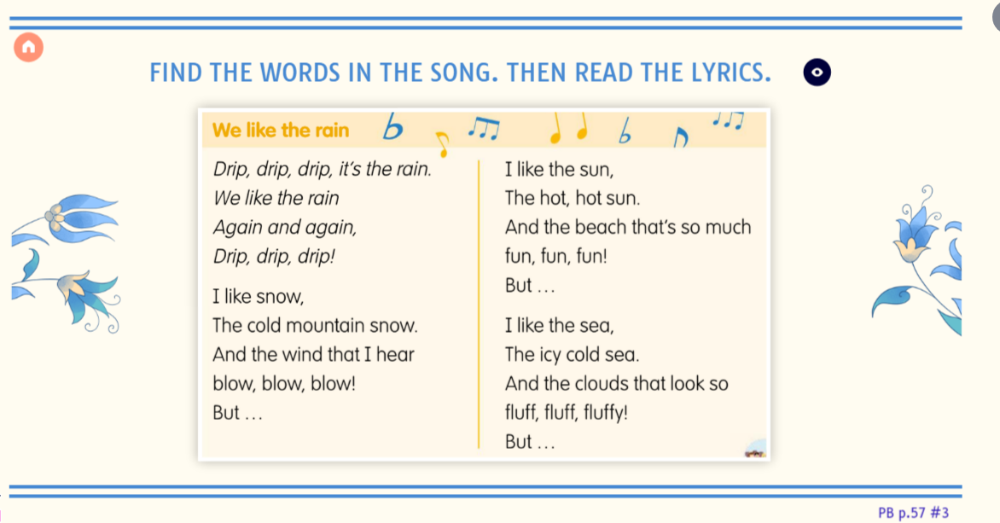 FIND THE WORDS IN THE SONG. THEN READ THE LYRICS.
We like the rain
Drip, drip, drip, it's the rain.
We like the rain
Again and again,
Drip, drip, drip!
I like snow,
The cold mountain snow.
And the wind that I hear
blow, blow, blow!
But ...
I like the sun,
The hot, hot sun.
And the beach that's so much
fun, fun, fun!
But ...
I like the sea,
The icy cold sea.
And the clouds that look so
fluff, fluff, fluffy!
But ...
PB p.57 #3